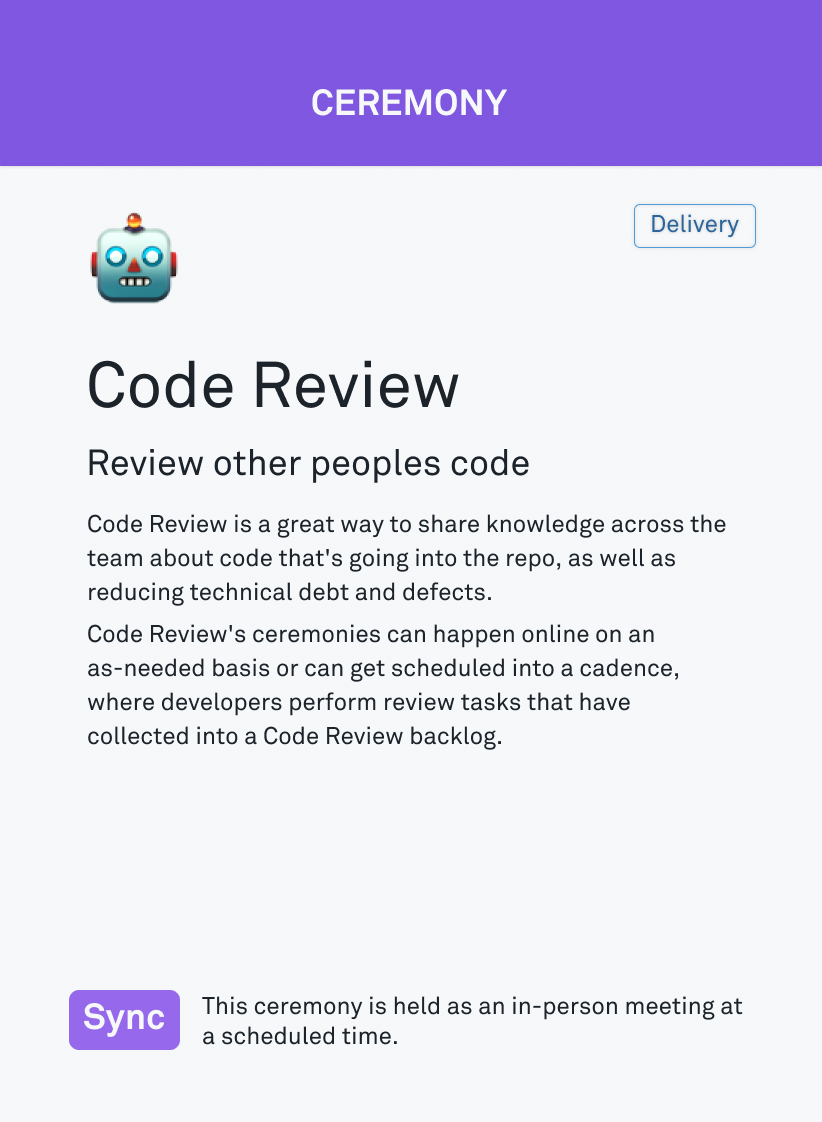 CEREMONY
Delivery
Code Review
Review other peoples code
Code Review is a great way to share knowledge across the
team about code that's going into the repo, as well as
reducing technical debt and defects.
Code Review's ceremonies can happen online on an
as-needed basis or can get scheduled into a cadence,
where developers perform review tasks that have
collected into a Code Review backlog.
Sync
This ceremony is held as an in-person meeting at
a scheduled time.